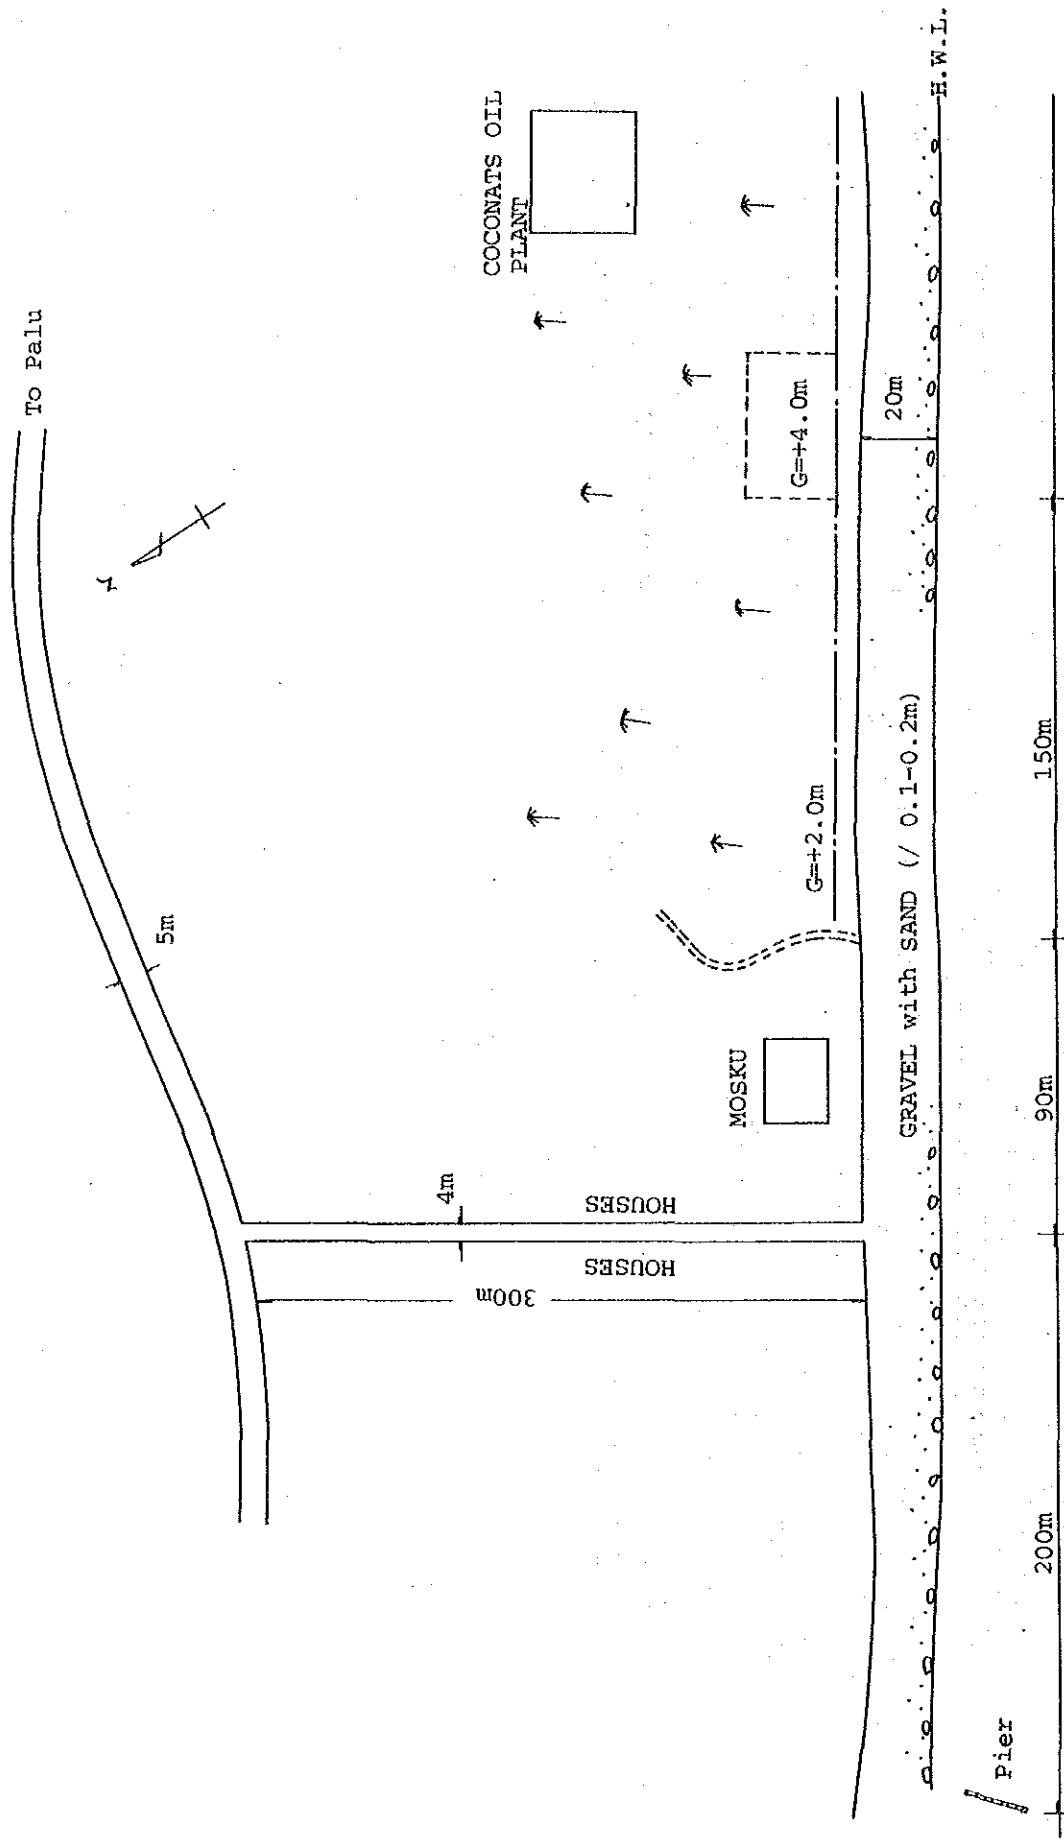 To Palu
N
5m
COCONATS OIL
PLANT
4m
HOUSES
HOUSES
300m
MOSKU
G=+2.0m
G=+4.0m
20m
GRAVEL with SAND (/ 0.1-0.2m)
H.W.L.
Pier
200m
90m
150m